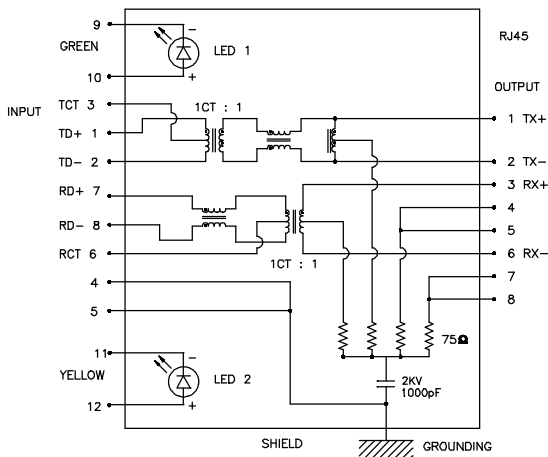 9
GREEN
10
LED 1
RJ45
INPUT
OUTPUT
TCT 3
1CT : 1
TD+ 1
1 TX+
TD- 2
2 TX-
RD+ 7
3 RX+
4
RD- 8
5
RCT 6
6 RX-
1CT : 1
4
7
5
8
75Ω
11
YELLOW
12
LED 2
2KV
1000pF
SHIELD
GROUNDING